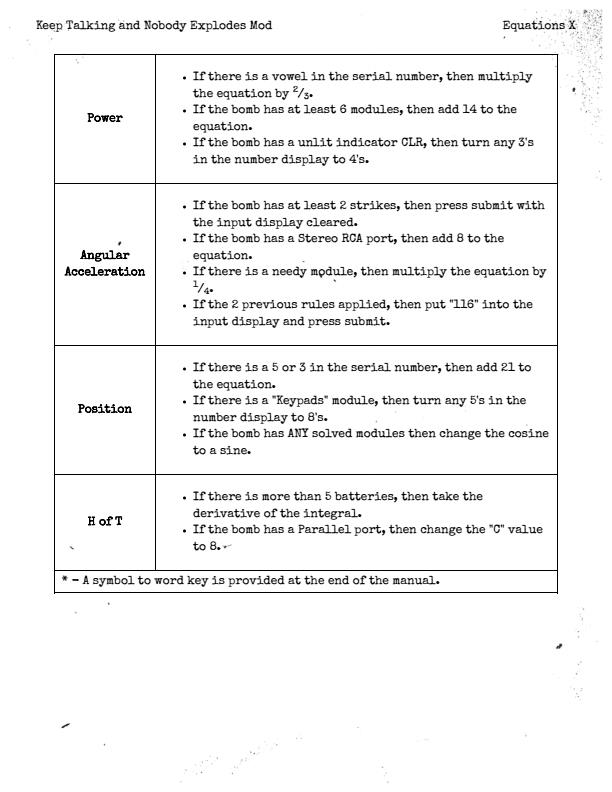 Keep Talking and Nobody Explodes Mod
Equations X
Power
• If there is a vowel in the serial number, then multiply
the equation by 2/3.
• If the bomb has at least 6 modules, then add 14 to the
equation.
• If the bomb has a unlit indicator CLR, then turn any 3's
in the number display to 4's.
Angular
Acceleration
• If the bomb has at least 2 strikes, then press submit with
the input display cleared.
• If the bomb has a Stereo RCA port, then add 8 to the
equation.
• If there is a needy module, then multiply the equation by
1/4.
• If the 2 previous rules applied, then put "116" into the
input display and press submit.
Position
• If there is a 5 or 3 in the serial number, then add 21 to
the equation.
• If there is a "Keypads" module, then turn any 5's in the
number display to 8's.
• If the bomb has ANY solved modules then change the cosine
to a sine.
H of T
• If there is more than 5 batteries, then take the
derivative of the integral.
• If the bomb has a Parallel port, then change the "C" value
to 8.
* - A symbol to word key is provided at the end of the manual.